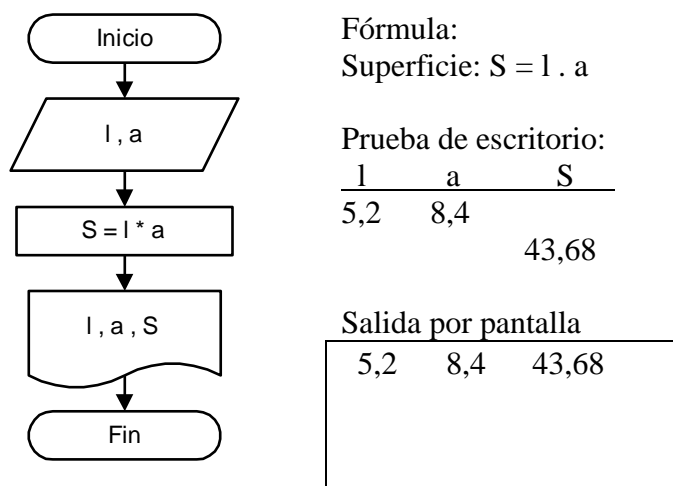 Inicio
l , a
S = l * a
l , a , S
Fin
Fórmula:
Superficie: S = l . a
Prueba de escritorio:
l a S
5,2 8,4
43,68
Salida por pantalla
5,2 8,4 43,68